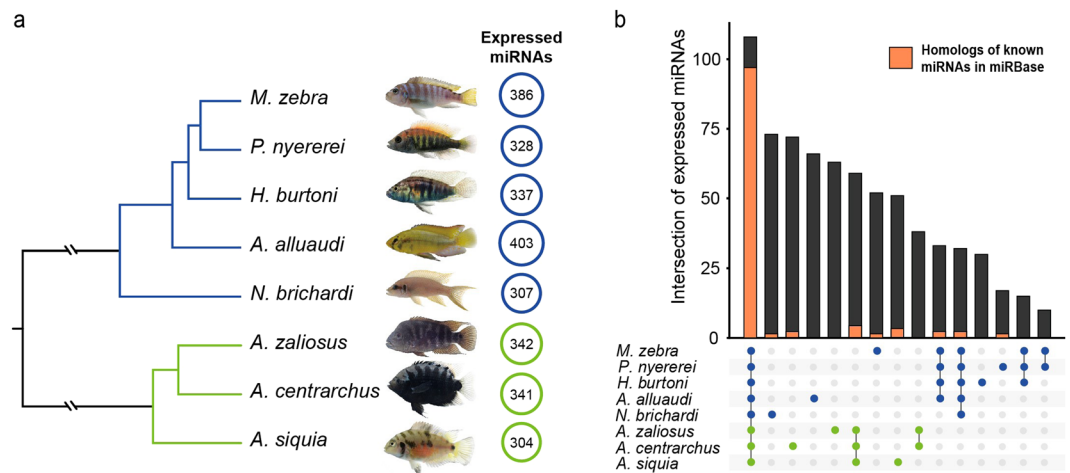 a
Expressed
miRNAs
M. zebra
386
P. nyererei
328
H. burtoni
337
A. alluaudi
403
N. brichardi
307
A. zaliosus
342
A. centrarchus
341
A. siquia
304
b
Intersection of expressed miRNAs
100
75
50
25
0
Homologs of known
miRNAs in miRBase
M. zebra
P. nyererei
H. burtoni
A. alluaudi
N. brichardi
A. zaliosus
A. centrarchus
A. siquia